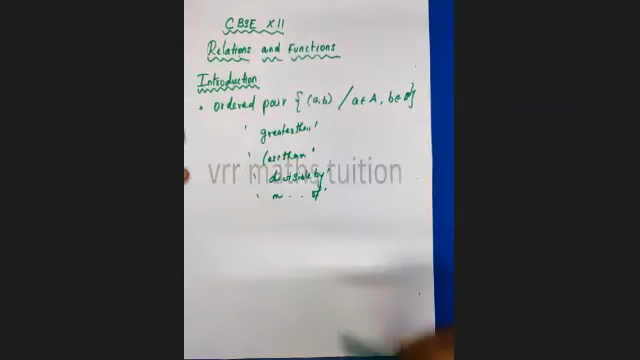 CBSE XII
Relations and Functions
Introduction
• ordered pair { (a,b) / a ∈ A, b ∈ B}
' greater than '
' less than '
vrr maths tuition
' divisible by '